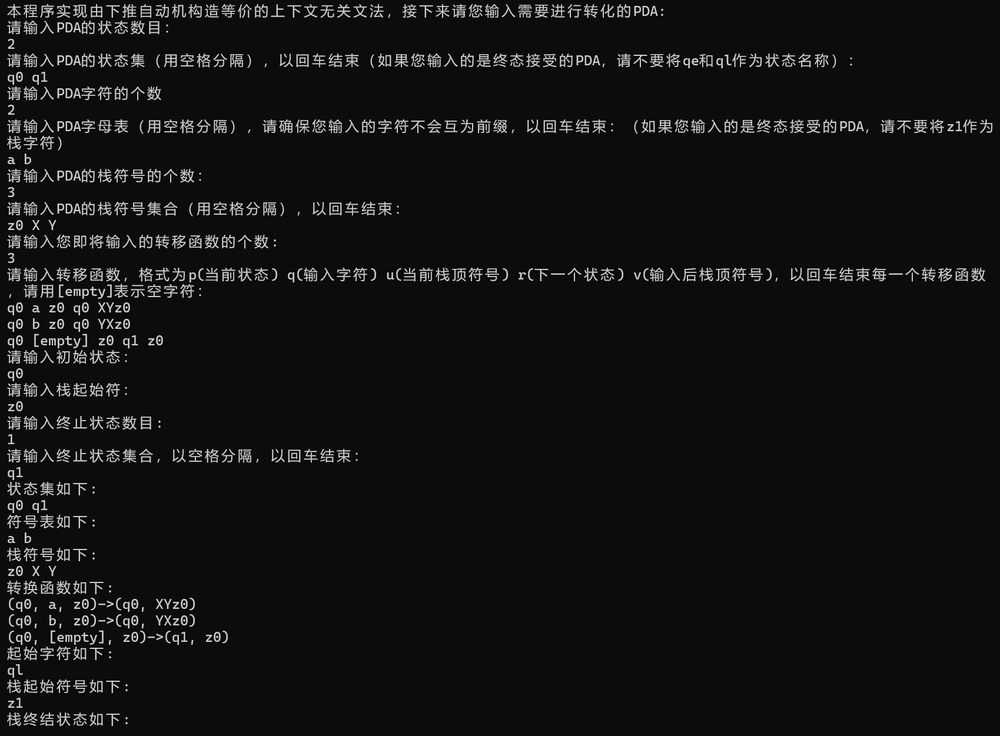 本程序实现由下推自动机构造等价的上下文无关文法，接下来请您输入需要进行转化的PDA:
请输入PDA的状态数目：
2
请输入PDA的状态集（用空格分隔），以回车结束（如果您输入的是终态接受的PDA，请不要将qe和ql作为状态名称）：
q0 q1
请输入PDA字符的个数
2
请输入PDA字母表（用空格分隔），请确保您输入的字符不会互为前缀，以回车结束：（如果您输入的是终态接受的PDA，请不要将z1作为
栈字符）
a b
请输入PDA的栈符号的个数：
3
请输入PDA的栈符号集合（用空格分隔），以回车结束：
z0 X Y
请输入您即将输入的转移函数的个数：
3
请输入转移函数，格式为p(当前状态) q(输入字符) u(当前栈顶符号) r(下一个状态) v(输入后栈顶符号)，以回车结束每一个转移函数
，请用[empty]表示空字符：
q0 a z0 q0 XYz0
q0 b z0 q0 YXz0
q0 [empty] z0 q1 z0
请输入初始状态：
q0
请输入栈起始符：
z0
请输入终止状态数目：
1
请输入终止状态集合，以空格分隔，以回车结束：
q1
状态集如下：
q0 q1
符号表如下：
a b
栈符号如下：
z0 X Y
转换函数如下：
(q0, a, z0)->(q0, XYz0)
(q0, b, z0)->(q0, YXz0)
(q0, [empty], z0)->(q1, z0)
起始字符如下：
ql
栈起始符号如下：
z1
栈终结状态如下：